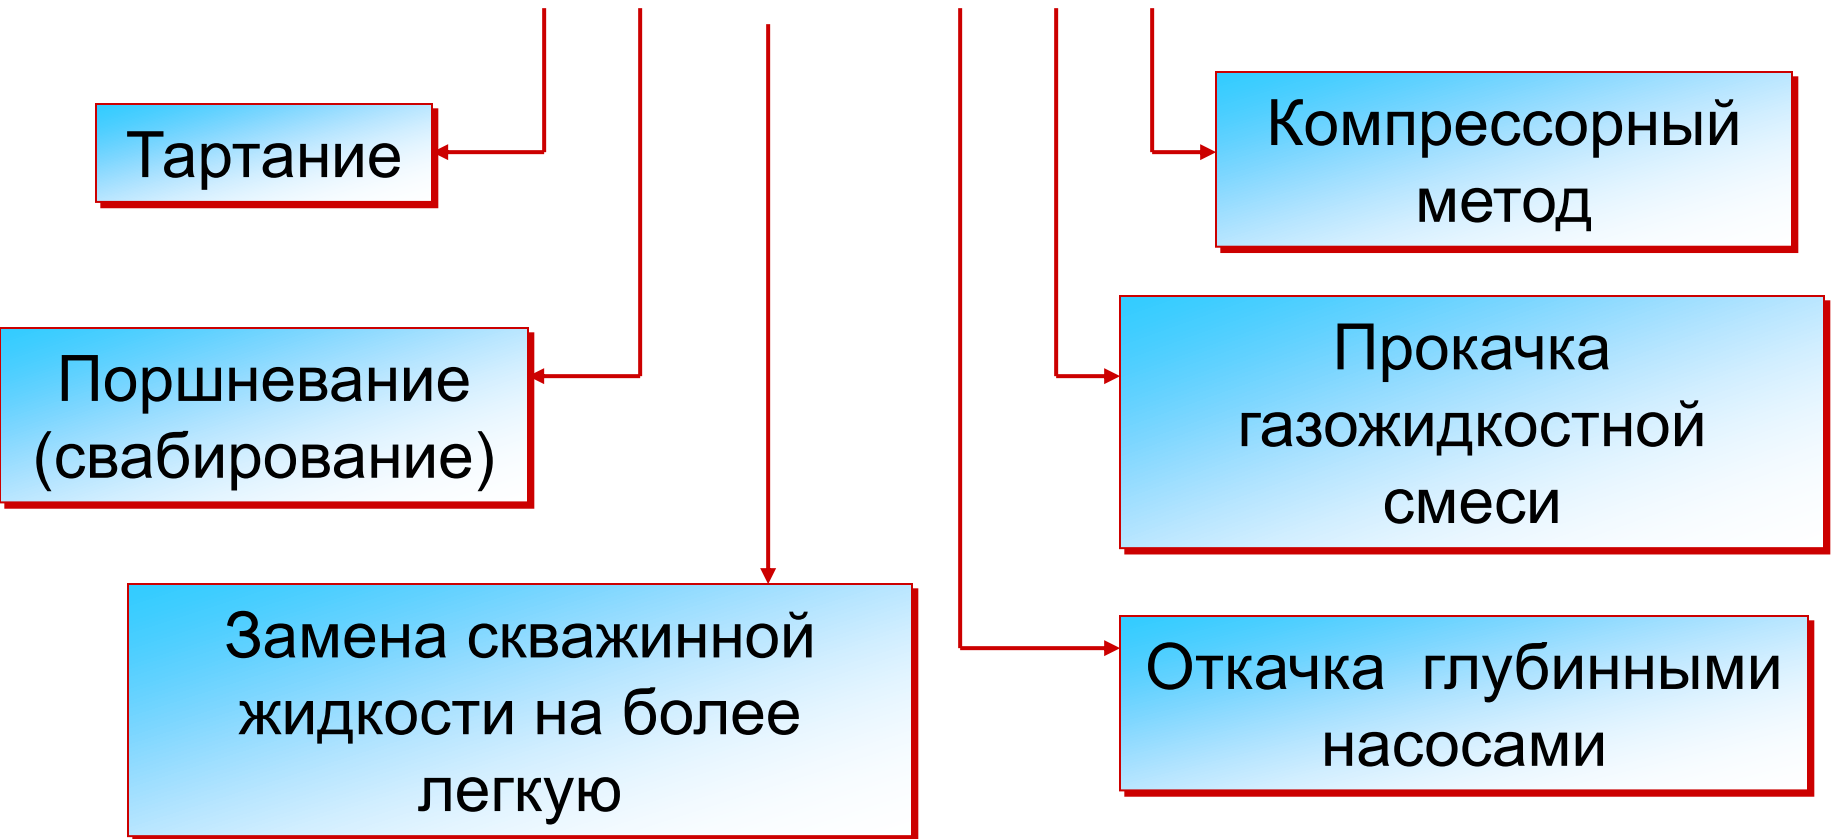 Тартание
Компрессорный
метод
Поршневание
(свабирование)
Прокачка
газожидкостной
смеси
Замена скважинной
жидкости на более
легкую
Откачка глубинными
насосами